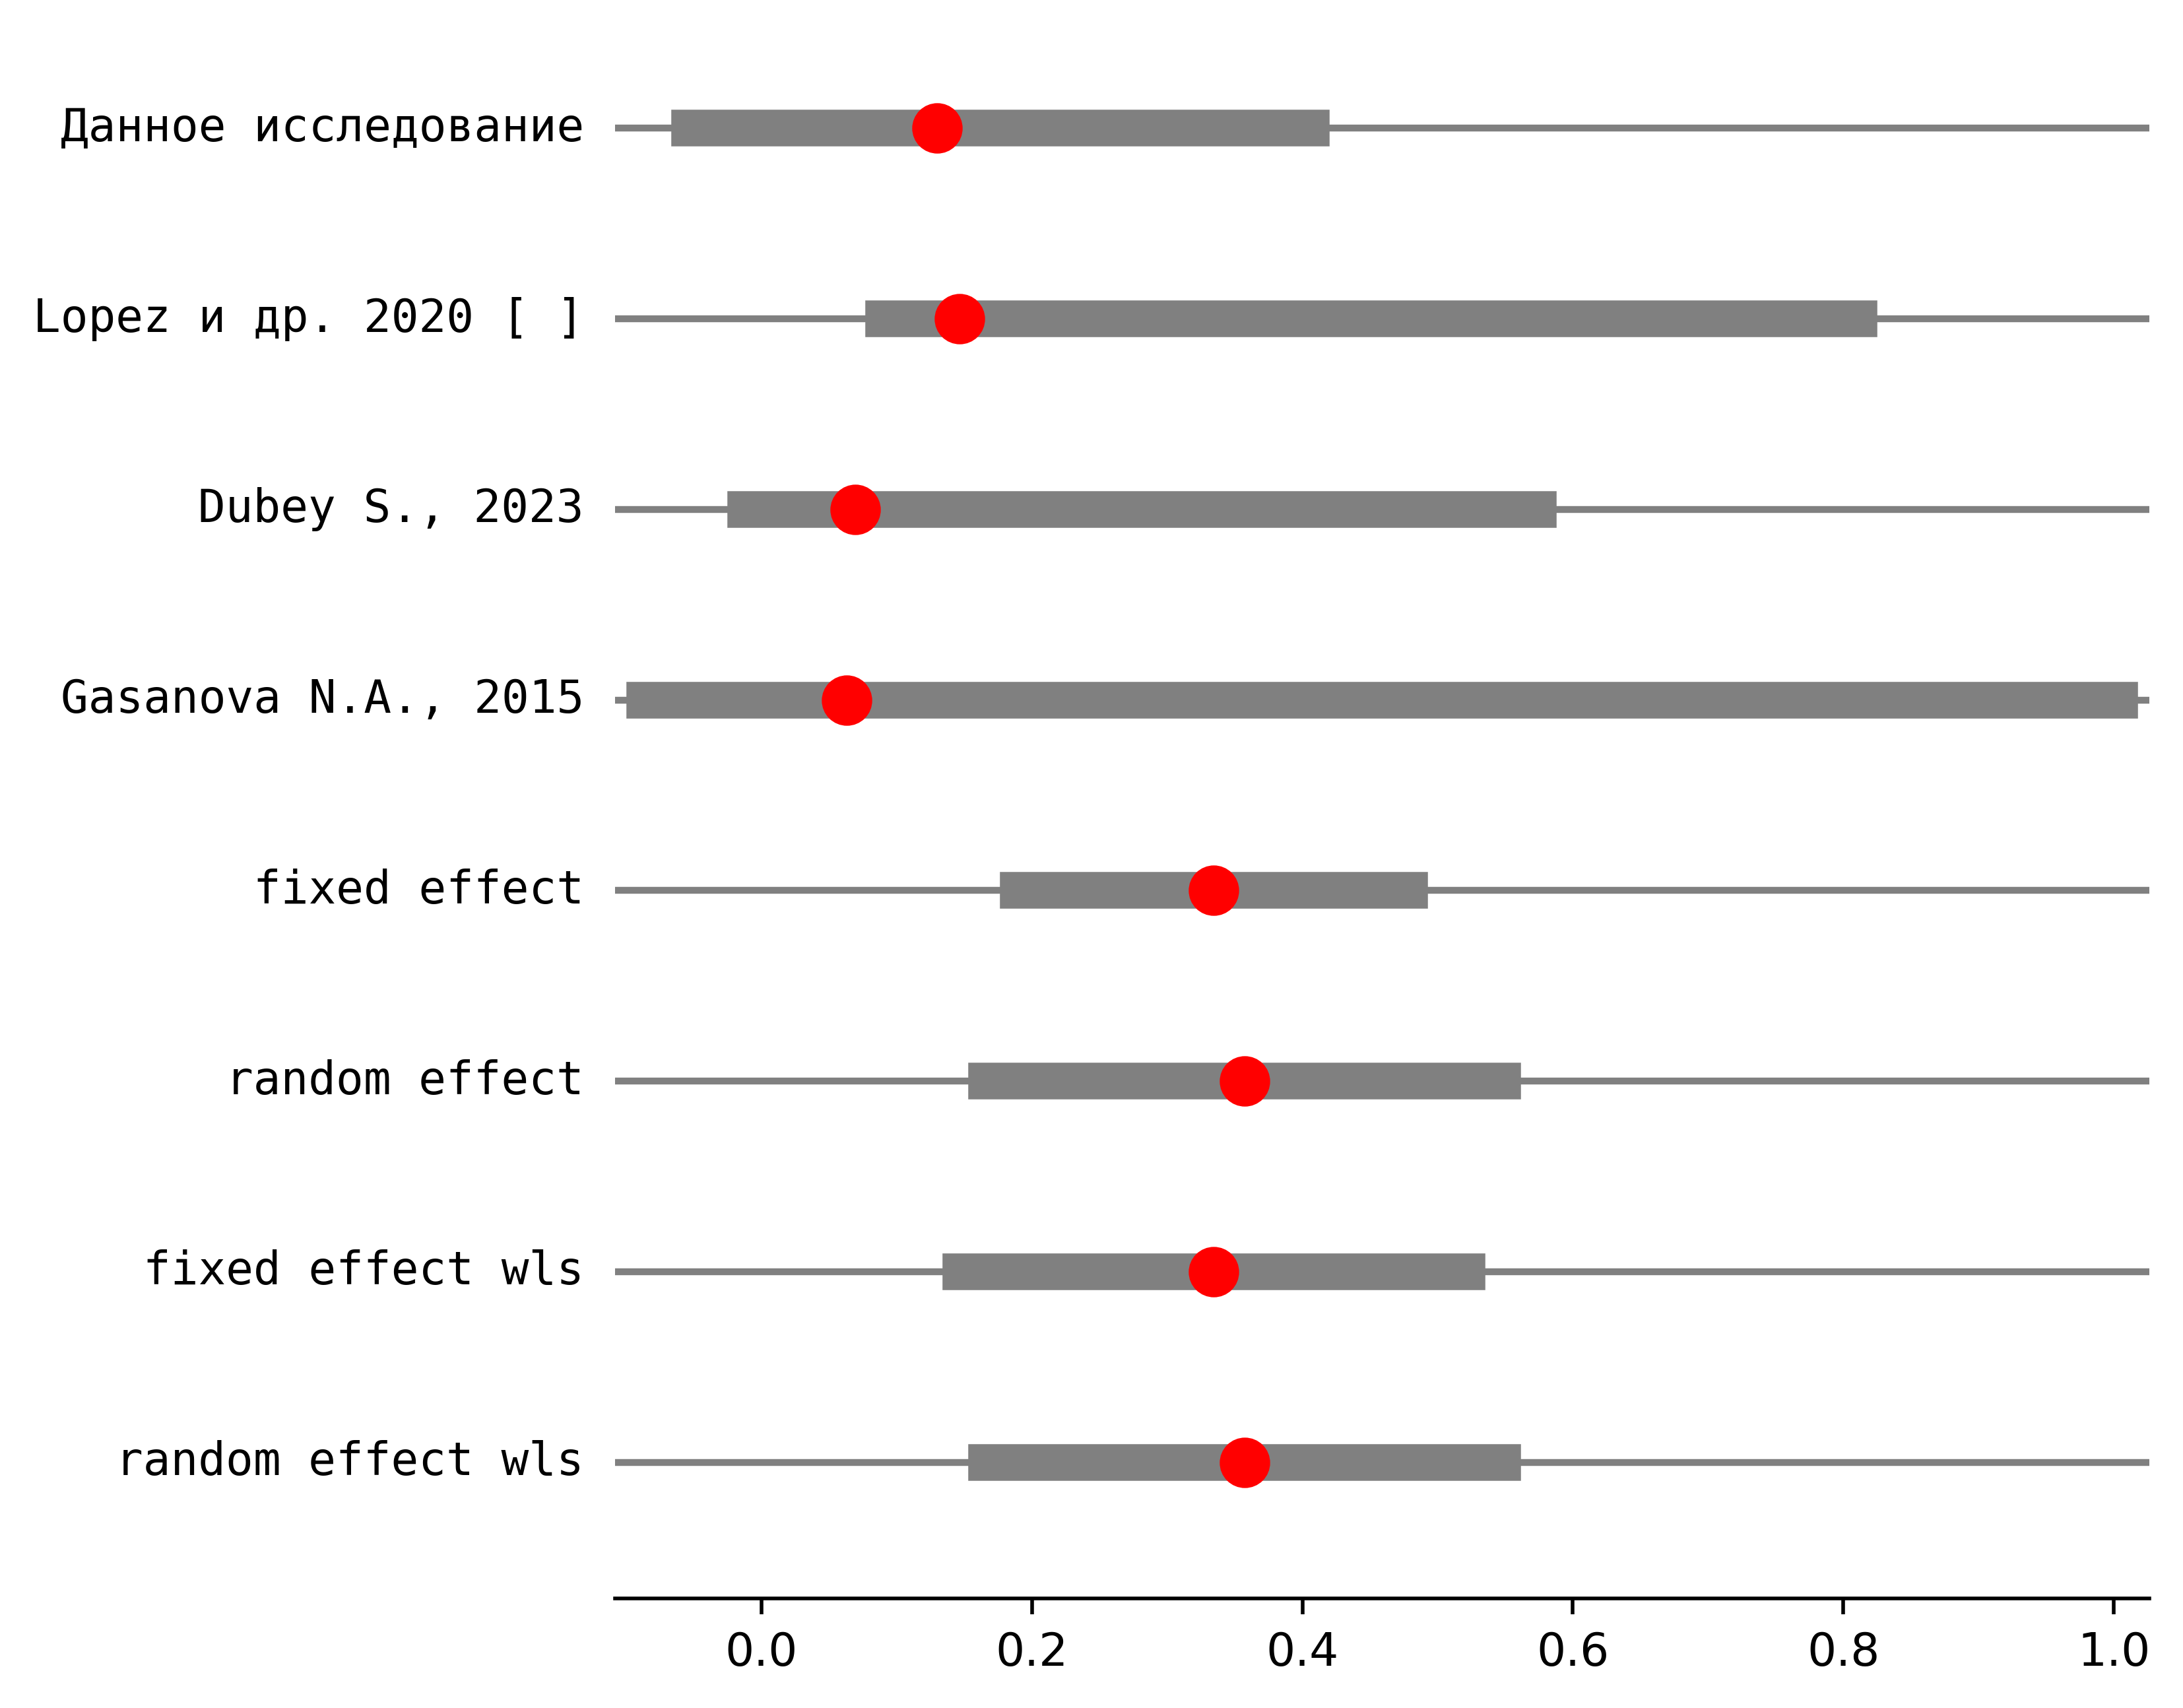 Данное исследование
Lopez и др. 2020 [ ]
Dubey S., 2023
Gasanova N.A., 2015
fixed effect
random effect
fixed effect wls
random effect wls
0.0 0.2 0.4 0.6 0.8 1.0